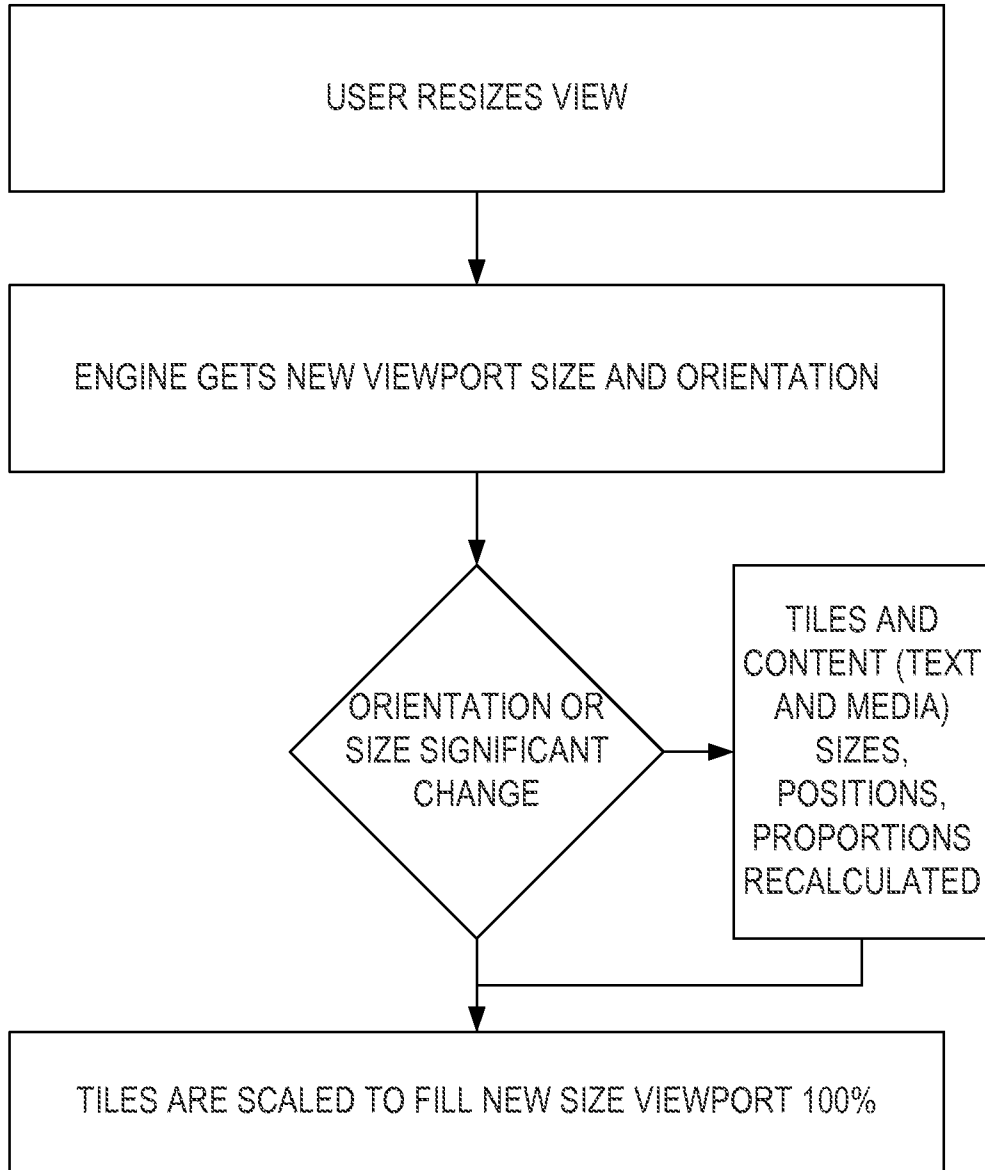 USER RESIZES VIEW
ENGINE GETS NEW VIEWPORT SIZE AND ORIENTATION
ORIENTATION OR
SIZE SIGNIFICANT
CHANGE
TILES AND
CONTENT (TEXT
AND MEDIA)
SIZES,
POSITIONS,
PROPORTIONS
RECALCULATED
TILES ARE SCALED TO FILL NEW SIZE VIEWPORT 100%